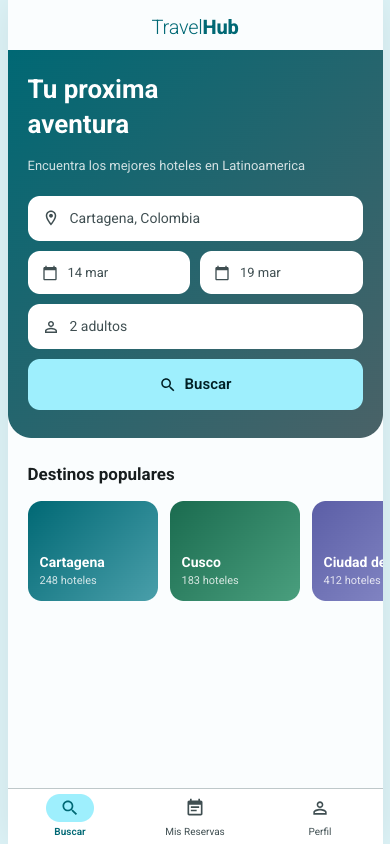 TravelHub
Tu proxima
aventura
Encuentra los mejores hoteles en Latinoamerica
Cartagena, Colombia
14 mar
19 mar
2 adultos
Buscar
Destinos populares
Cartagena
248 hoteles
Cusco
183 hoteles
Ciudad de
412 hoteles
Buscar
Mis Reservas
Perfil